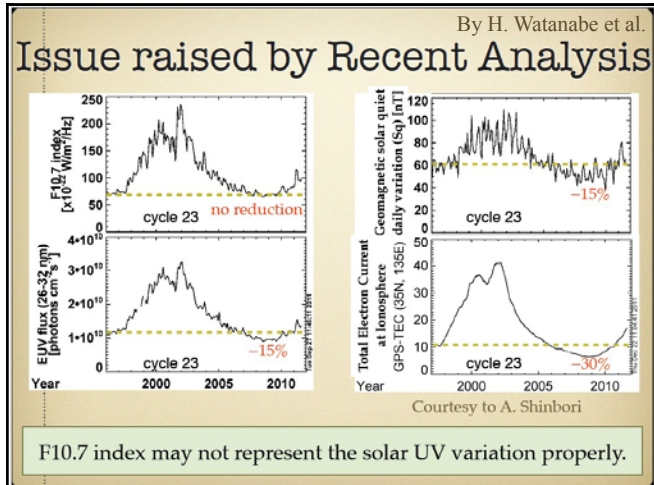 By H. Watanabe et al.
Issue raised by Recent Analysis
F10.7 index
[x10²² W/m²/Hz]
250
200
150
100
50
0
no reduction
cycle 23
Geomagnetic solar quiet
daily variation (Sq) [nT]
120
100
80
60
40
20
0
−15%
cycle 23
EUV flux (26-32 nm)
[photons cm⁻²s⁻¹]
4•10¹⁰
3•10¹⁰
2•10¹⁰
1•10¹⁰
0
−15%
cycle 23
Year
2000
2005
2010
Total Electron Current
at Ionosphere
GPS-TEC (35N, 135E)
50
40
30
20
10
0
cycle 23
−30%
Year
2000
2005
2010
Courtesy to A. Shinbori
F10.7 index may not represent the solar UV variation properly.